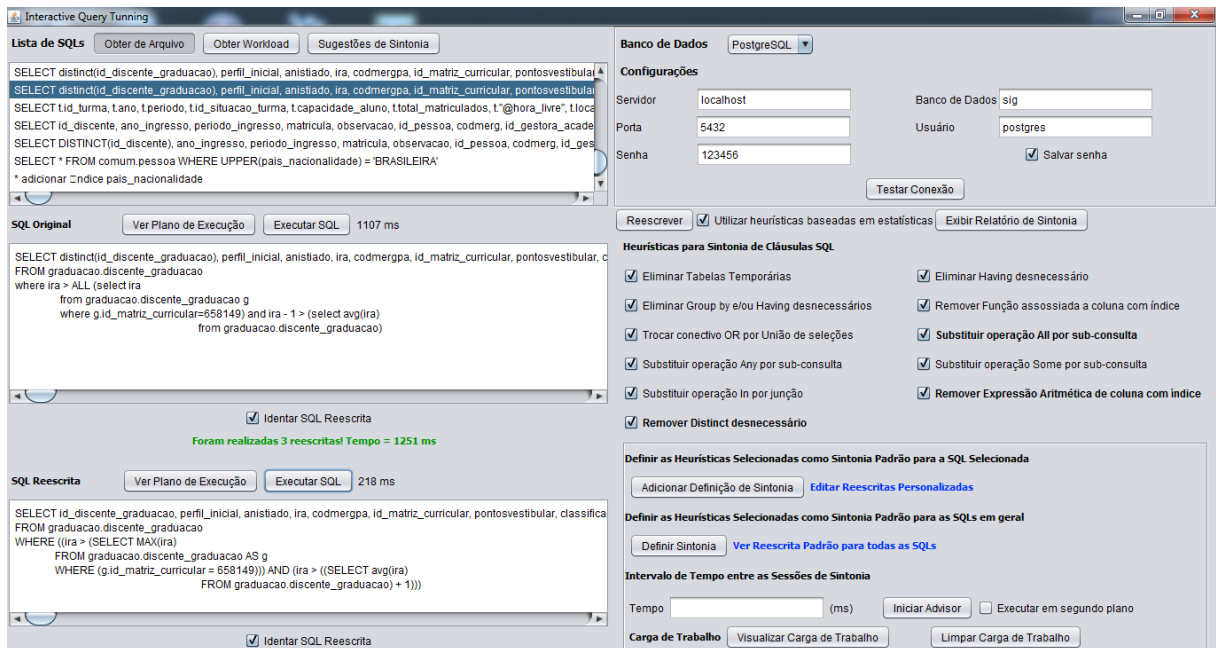 Interactive Query Tunning
Lista de SQLs Obter de Arquivo Obter Workload Sugestões de Sintonia
SELECT distinct(id_discente_graduacao), perfil_inicial, anistiado, ira, codmergpa, id_matriz_curricular, pontosvestibular
SELECT distinct(id_discente_graduacao), perfil_inicial, anistiado, ira, codmergpa, id_matriz_curricular, pontosvestibular
SELECT t.id_turma, t.ano, t.periodo, t.id_situacao_turma, t.capacidade_aluno, t.total_matriculados, t."@hora_livre", t.loca
SELECT id_discente, ano_ingresso, periodo_ingresso, matricula, observacao, id_pessoa, codmerg, id_gestora_acade
SELECT DISTINCT(id_discente), ano_ingresso, periodo_ingresso, matricula, observacao, id_pessoa, codmerg, id_ges
SELECT * FROM comum.pessoa WHERE UPPER(pais_nacionalidade) = 'BRASILEIRA'
* adicionar □ndice pais_nacionalidade
SQL Original Ver Plano de Execução Executar SQL 1107 ms
SELECT distinct(id_discente_graduacao), perfil_inicial, anistiado, ira, codmergpa, id_matriz_curricular, pontosvestibular, c
FROM graduacao.discente_graduacao
where ira > ALL (select ira
from graduacao.discente_graduacao g
where g.id_matriz_curricular=658149) and ira - 1 > (select avg(ira)
from graduacao.discente_graduacao)
Identar SQL Reescrita
Foram realizadas 3 reescritas! Tempo = 1251 ms
SQL Reescrita Ver Plano de Execução Executar SQL 218 ms
SELECT id_discente_graduacao, perfil_inicial, anistiado, ira, codmergpa, id_matriz_curricular, pontosvestibular, classifica
FROM graduacao.discente_graduacao
WHERE ((ira > (SELECT MAX(ira)
FROM graduacao.discente_graduacao AS g
WHERE (g.id_matriz_curricular = 658149))) AND (ira > ((SELECT avg(ira)
FROM graduacao.discente_graduacao) + 1)))
Identar SQL Reescrita
Banco de Dados PostgreSQL
Configurações
Servidor localhost Banco de Dados sig
Porta 5432 Usuário postgres
Senha 123456 Salvar senha
Testar Conexão
Reescrever Utilizar heurísticas baseadas em estatísticas Exibir Relatório de Sintonia
Heurísticas para Sintonia de Cláusulas SQL
Eliminar Tabelas Temporárias Eliminar Having desnecessário
Eliminar Group by e/ou Having desnecessários Remover Função assossiada a coluna com índice
Trocar conectivo OR por União de seleções Substituir operação All por sub-consulta
Substituir operação Any por sub-consulta Substituir operação Some por sub-consulta
Substituir operação In por junção Remover Expressão Aritmética de coluna com índice
Remover Distinct desnecessário
Definir as Heurísticas Selecionadas como Sintonia Padrão para a SQL Selecionada
Adicionar Definição de Sintonia Editar Reescritas Personalizadas
Definir as Heurísticas Selecionadas como Sintonia Padrão para as SQLs em geral
Definir Sintonia Ver Reescrita Padrão para todas as SQLs
Intervalo de Tempo entre as Sessões de Sintonia
Tempo (ms) Iniciar Advisor Executar em segundo plano
Carga de Trabalho Visualizar Carga de Trabalho Limpar Carga de Trabalho